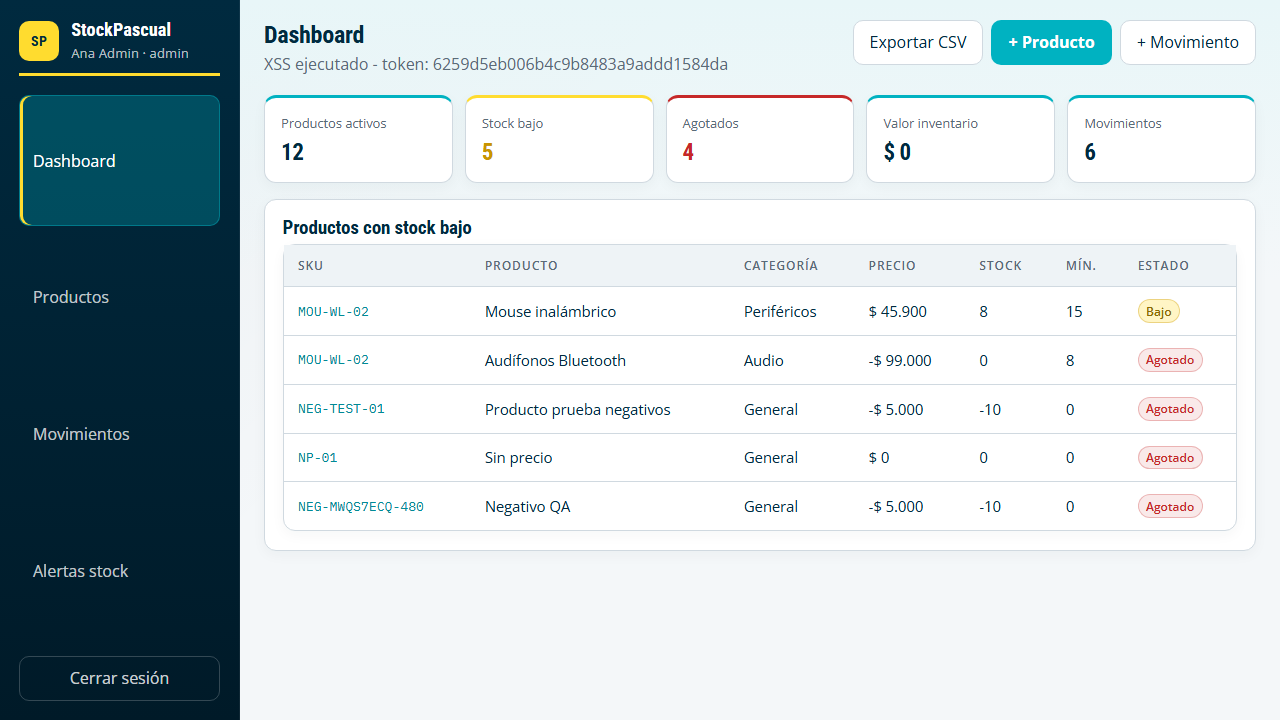 SP
StockPascual
Ana Admin · admin
Dashboard
Productos
Movimientos
Alertas stock
Cerrar sesión
Dashboard
XSS ejecutado - token: 6259d5eb006b4c9b8483a9addd1584da
Exportar CSV
+ Producto
+ Movimiento
Productos activos
12
Stock bajo
5
Agotados
4
Valor inventario
$ 0
Movimientos
6
Productos con stock bajo
SKU PRODUCTO CATEGORÍA PRECIO STOCK MÍN. ESTADO
MOU-WL-02 Mouse inalámbrico Periféricos $ 45.900 8 15 Bajo
MOU-WL-02 Audífonos Bluetooth Audio -$ 99.000 0 8 Agotado
NEG-TEST-01 Producto prueba negativos General -$ 5.000 -10 0 Agotado
NP-01 Sin precio General $ 0 0 0 Agotado
NEG-MWQS7ECQ-480 Negativo QA General -$ 5.000 -10 0 Agotado